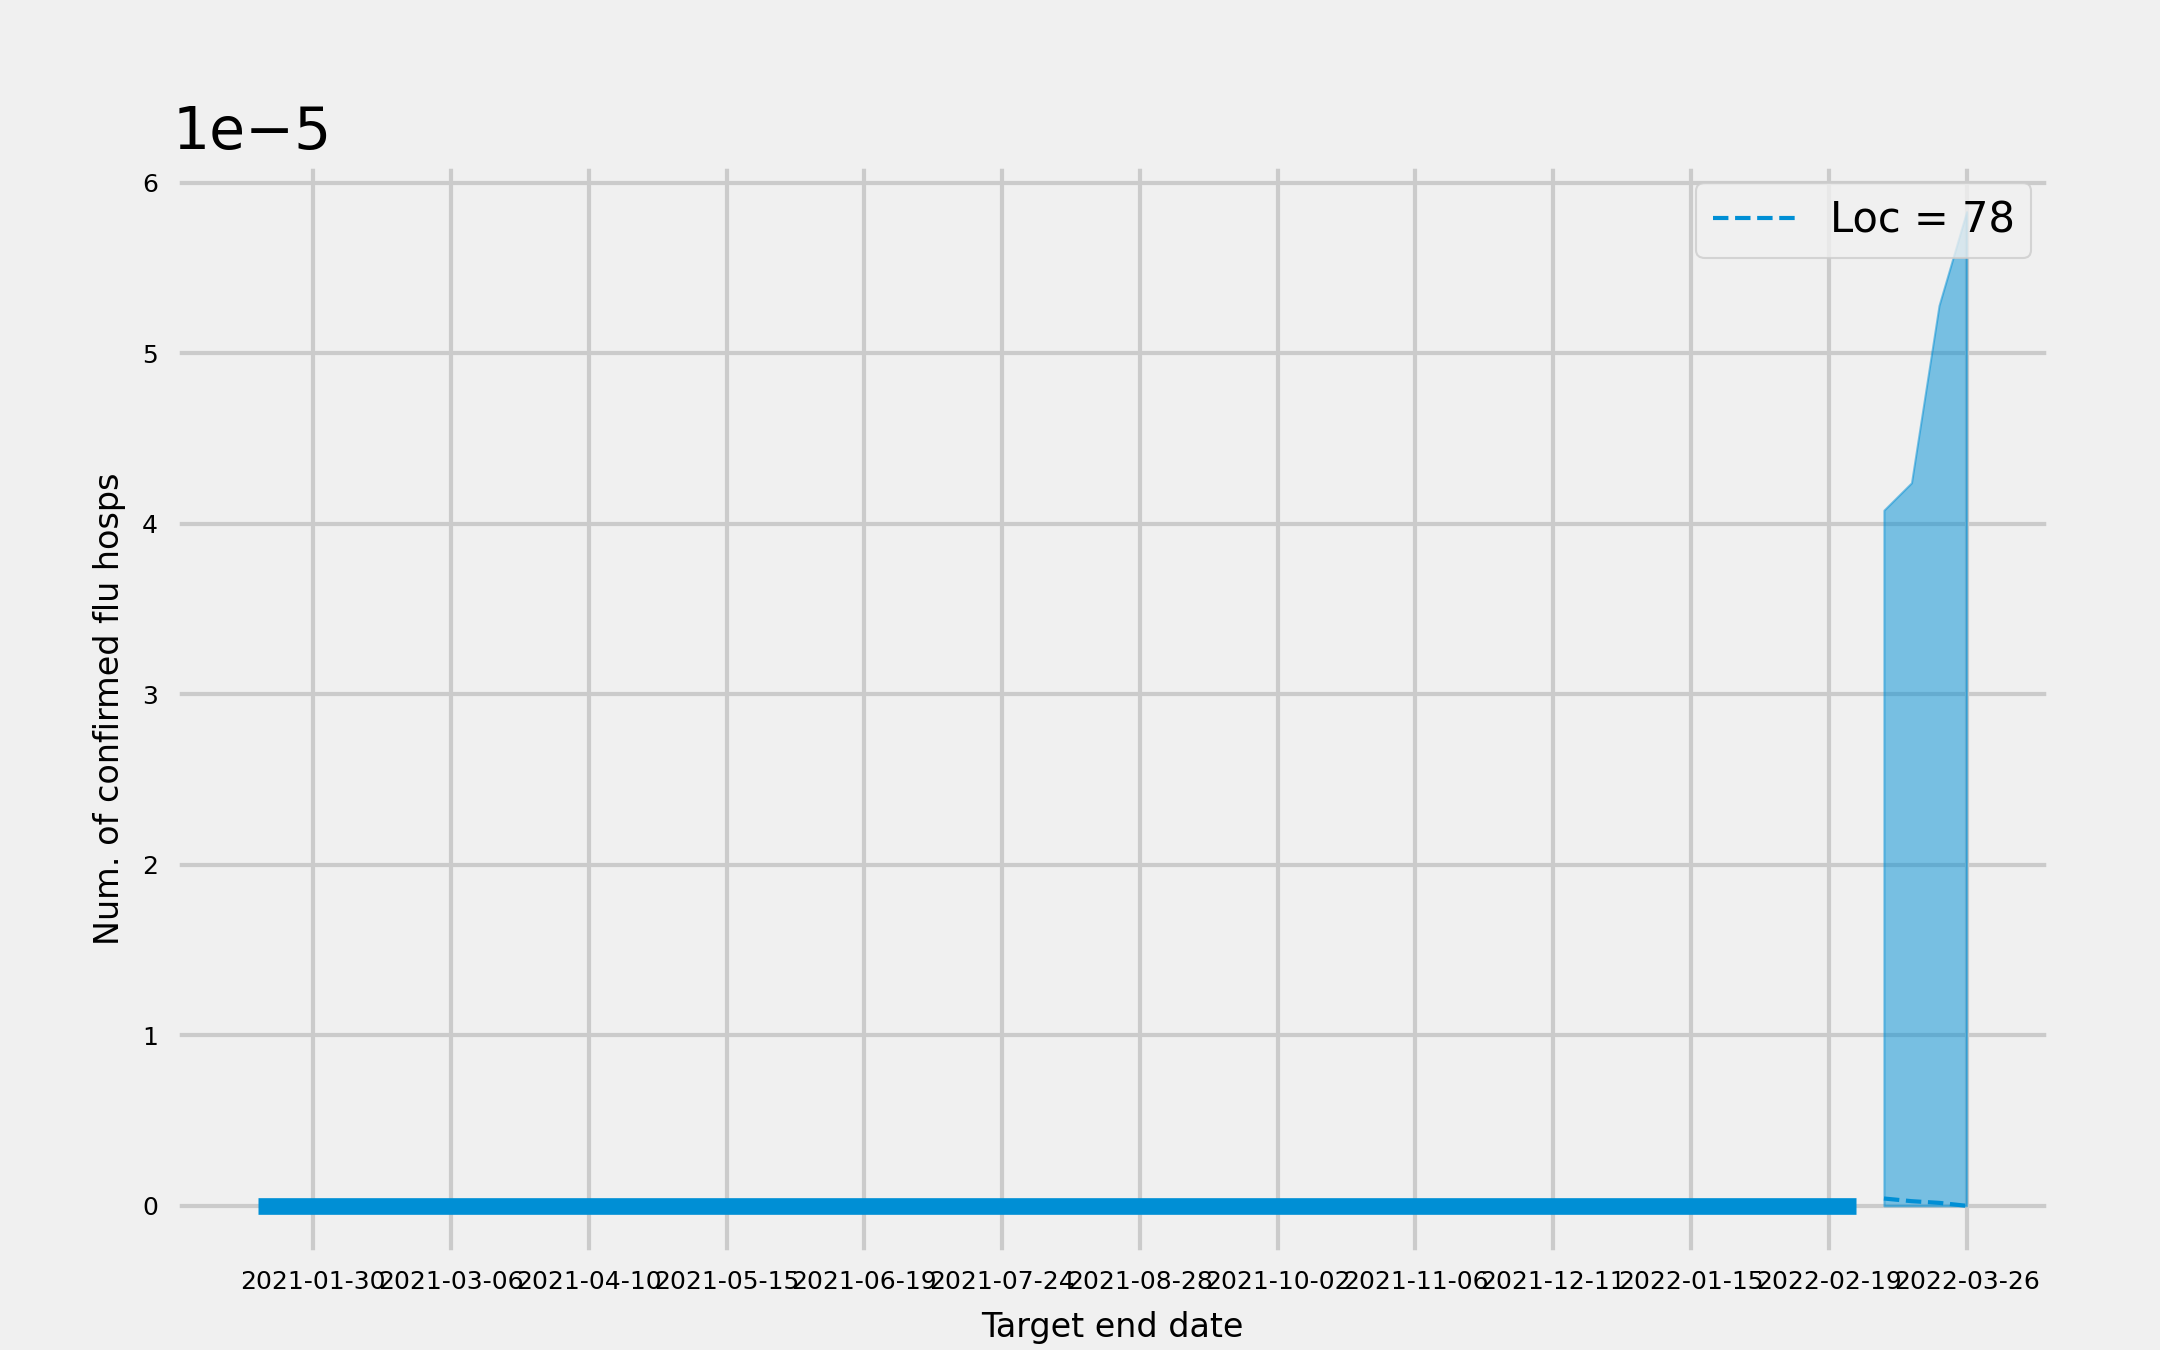 1e−5
6
Loc = 78
5
4
3
2
1
0
Num. of confirmed flu hosps
2021-01-30 2021-03-06 2021-04-10 2021-05-15 2021-06-19 2021-07-24 2021-08-28 2021-10-02 2021-11-06 2021-12-11 2022-01-15 2022-02-19 2022-03-26
Target end date